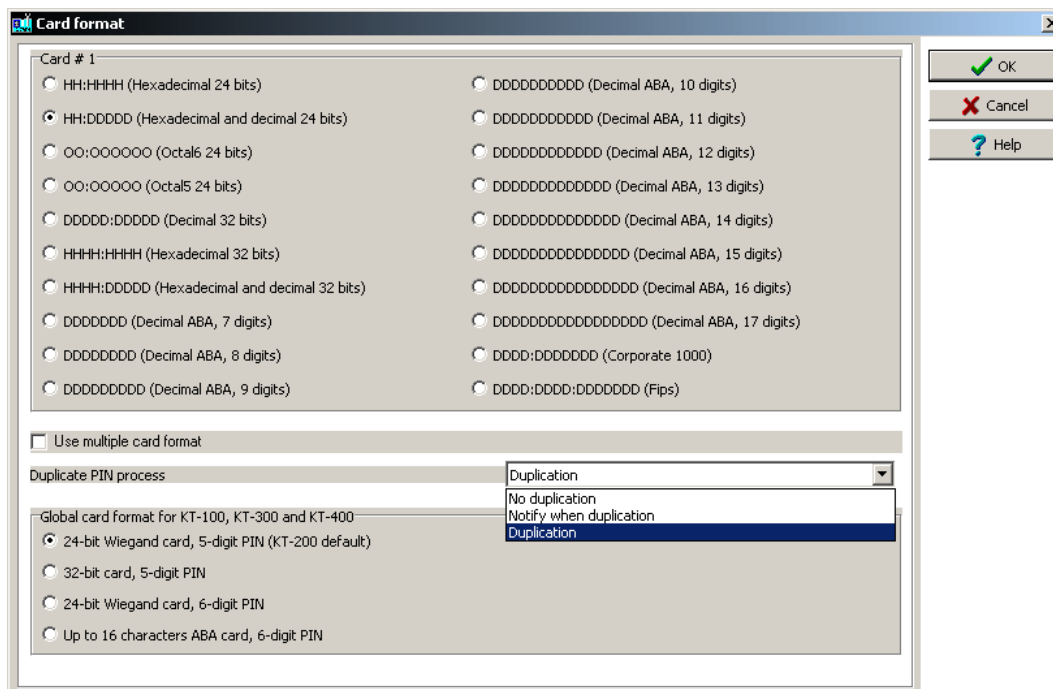 Card format
Card # 1
HH:HHHH (Hexadecimal 24 bits)
HH:DDDDD (Hexadecimal and decimal 24 bits)
OO:OOOOOO (Octal6 24 bits)
OO:OOOOO (Octal5 24 bits)
DDDDD:DDDDD (Decimal 32 bits)
HHHH:HHHH (Hexadecimal 32 bits)
HHHH:DDDDD (Hexadecimal and decimal 32 bits)
DDDDDDD (Decimal ABA, 7 digits)
DDDDDDDD (Decimal ABA, 8 digits)
DDDDDDDDD (Decimal ABA, 9 digits)
DDDDDDDDDD (Decimal ABA, 10 digits)
DDDDDDDDDDD (Decimal ABA, 11 digits)
DDDDDDDDDDDD (Decimal ABA, 12 digits)
DDDDDDDDDDDDD (Decimal ABA, 13 digits)
DDDDDDDDDDDDDD (Decimal ABA, 14 digits)
DDDDDDDDDDDDDDD (Decimal ABA, 15 digits)
DDDDDDDDDDDDDDDD (Decimal ABA, 16 digits)
DDDDDDDDDDDDDDDDD (Decimal ABA, 17 digits)
DDDD:DDDDDDD (Corporate 1000)
DDDD:DDDD:DDDDDDD (Fips)
OK
Cancel
Help
Use multiple card format
Duplicate PIN process
Duplication
No duplication
Notify when duplication
Duplication
Global card format for KT-100, KT-300 and KT-400
24-bit Wiegand card, 5-digit PIN (KT-200 default)
32-bit card, 5-digit PIN
24-bit Wiegand card, 6-digit PIN
Up to 16 characters ABA card, 6-digit PIN